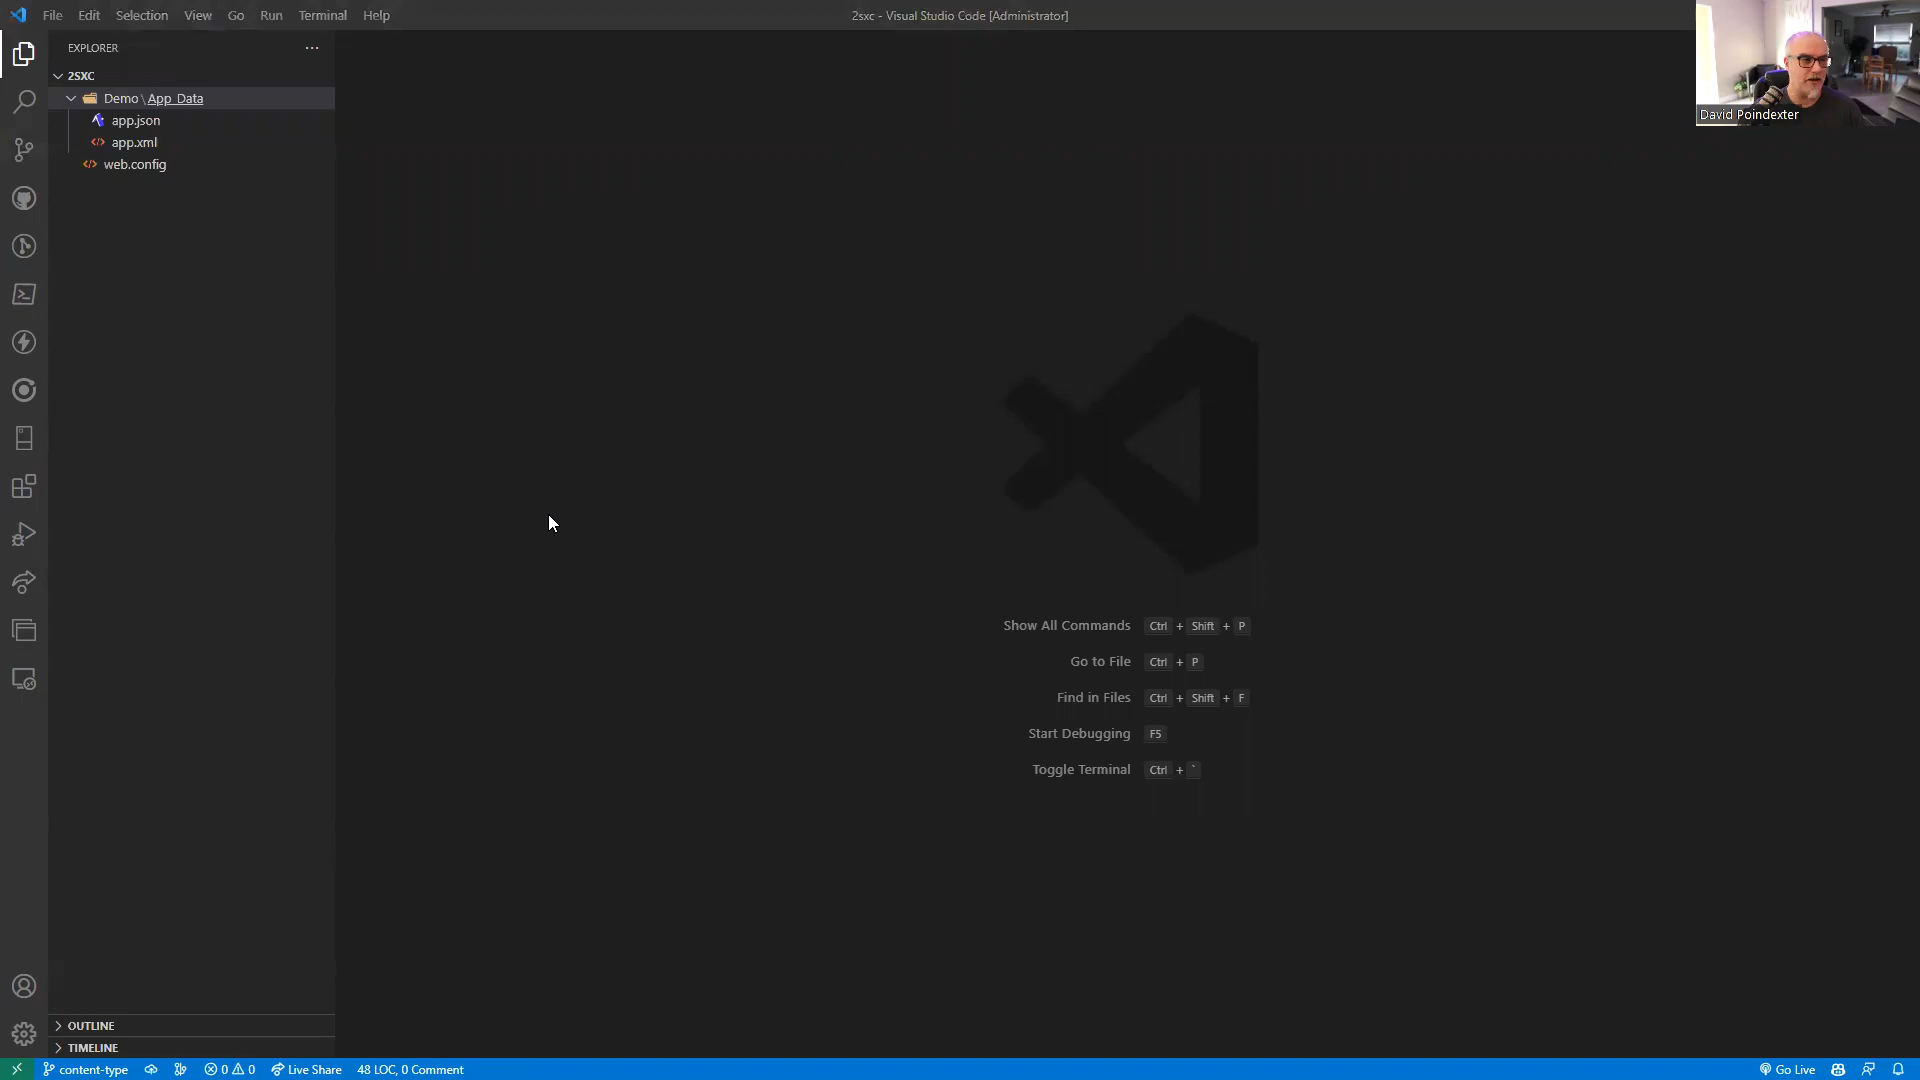 File Edit Selection View Go Run Terminal Help
2sxc - Visual Studio Code [Administrator]
David Poindexter
EXPLORER
2SXC
Demo \ App_Data
app.json
app.xml
web.config
Show All Commands Ctrl + Shift + P
Go to File Ctrl + P
Find in Files Ctrl + Shift + F
Start Debugging F5
Toggle Terminal Ctrl + `
OUTLINE
TIMELINE
content-type 0 0 Live Share 48 LOC, 0 Comment Go Live